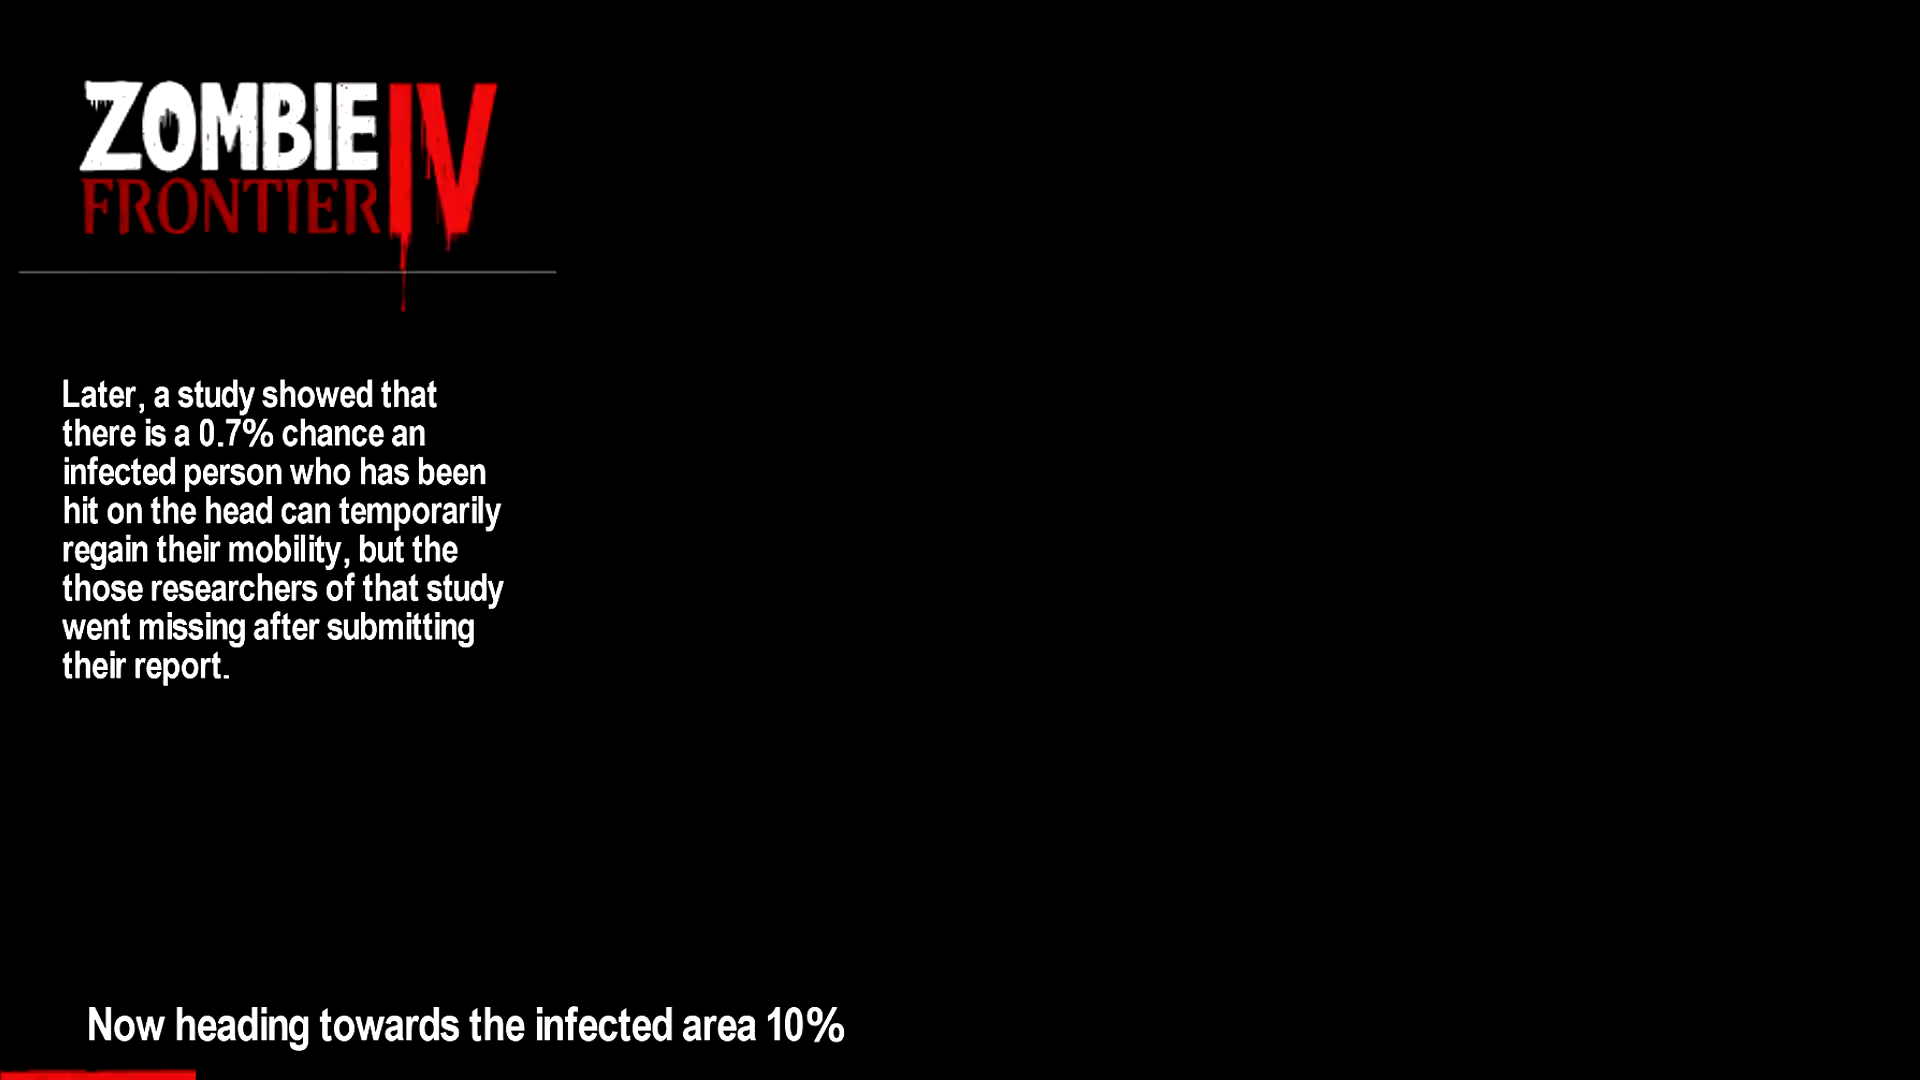 ZOMBIE IV
FRONTIER
Later, a study showed that
there is a 0.7% chance an
infected person who has been
hit on the head can temporarily
regain their mobility, but the
those researchers of that study
went missing after submitting
their report.
Now heading towards the infected area 10%